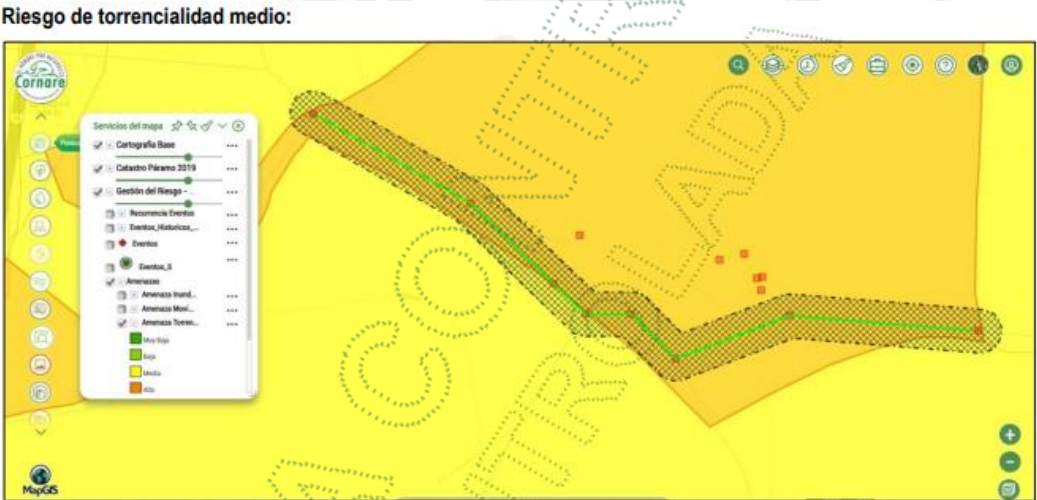 Riesgo de torrencialidad medio:
Cornare
Servicios del mapa
Cartografía Base
Catastro Páramo 2019
Gestión del Riesgo - ...
Recurrencia Eventos
Eventos_Historicos_...
Eventos
Eventos_S
Amenazas
Amenaza Inund...
Amenaza Movi...
Amenaza Torren...
Muy Baja
Baja
Media
Alta
MapGIS